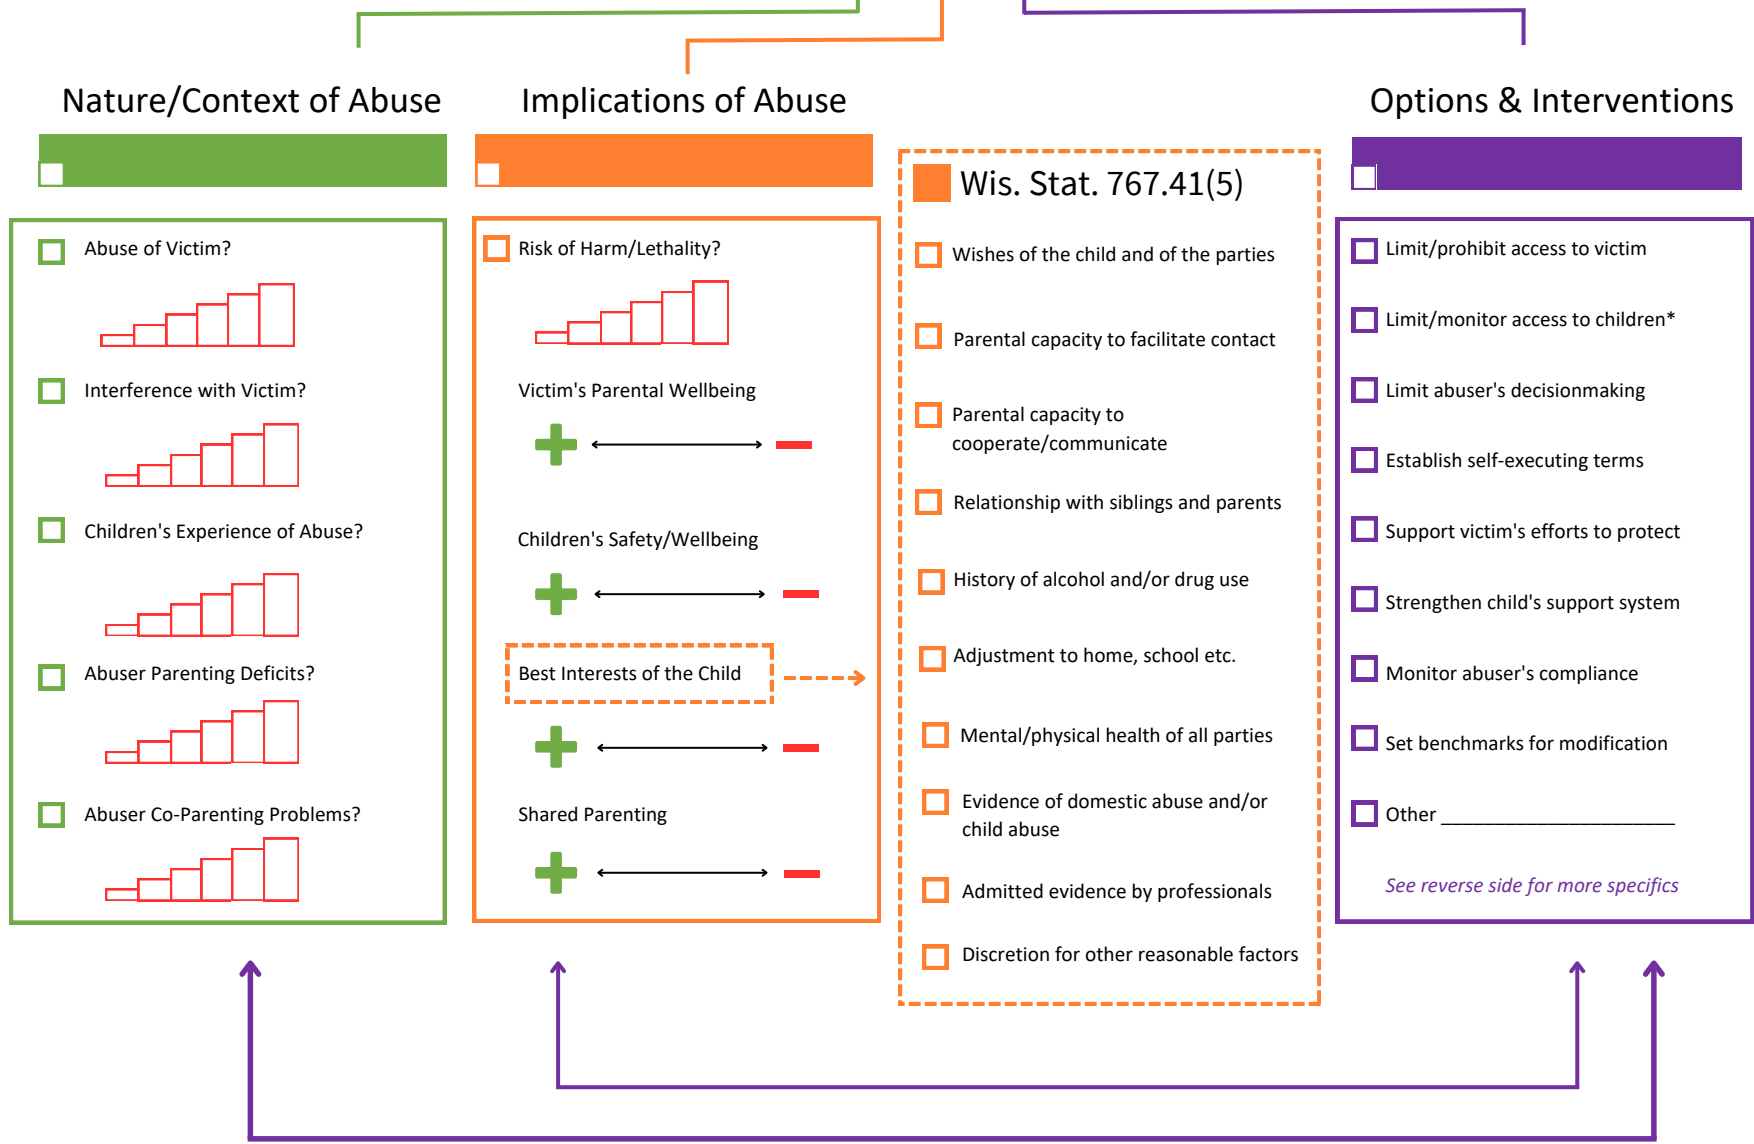 Nature/Context of Abuse
Abuse of Victim?
Interference with Victim?
Children's Experience of Abuse?
Abuser Parenting Deficits?
Abuser Co-Parenting Problems?
Implications of Abuse
Risk of Harm/Lethality?
Victim's Parental Wellbeing
Children's Safety/Wellbeing
Best Interests of the Child
Shared Parenting
Wis. Stat. 767.41(5)
Wishes of the child and of the parties
Parental capacity to facilitate contact
Parental capacity to
cooperate/communicate
Relationship with siblings and parents
History of alcohol and/or drug use
Adjustment to home, school etc.
Mental/physical health of all parties
Evidence of domestic abuse and/or
child abuse
Admitted evidence by professionals
Discretion for other reasonable factors
Options & Interventions
Limit/prohibit access to victim
Limit/monitor access to children*
Limit abuser's decisionmaking
Establish self-executing terms
Support victim's efforts to protect
Strengthen child's support system
Monitor abuser's compliance
Set benchmarks for modification
Other ______________________
See reverse side for more specifics